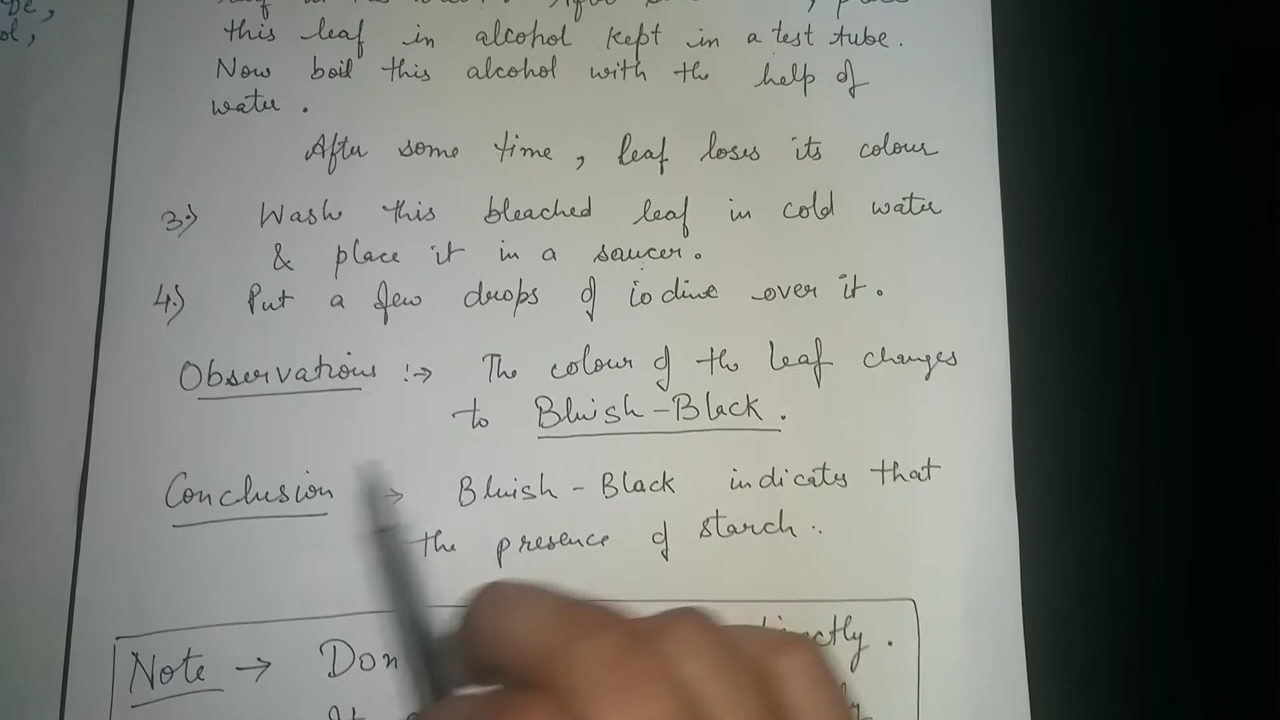 be,
ol,
this leaf in alcohol kept in a test tube.
Now boil this alcohol with the help of
water.
After some time, leaf loses its colour
3.) Wash this bleached leaf in cold water
& place it in a saucer.
4.) Put a few drops of iodine over it.
Observations :→ The colour of the leaf changes
to Bluish-Black.
Conclusion → Bluish-Black indicates that
the presence of starch.
Note → Don